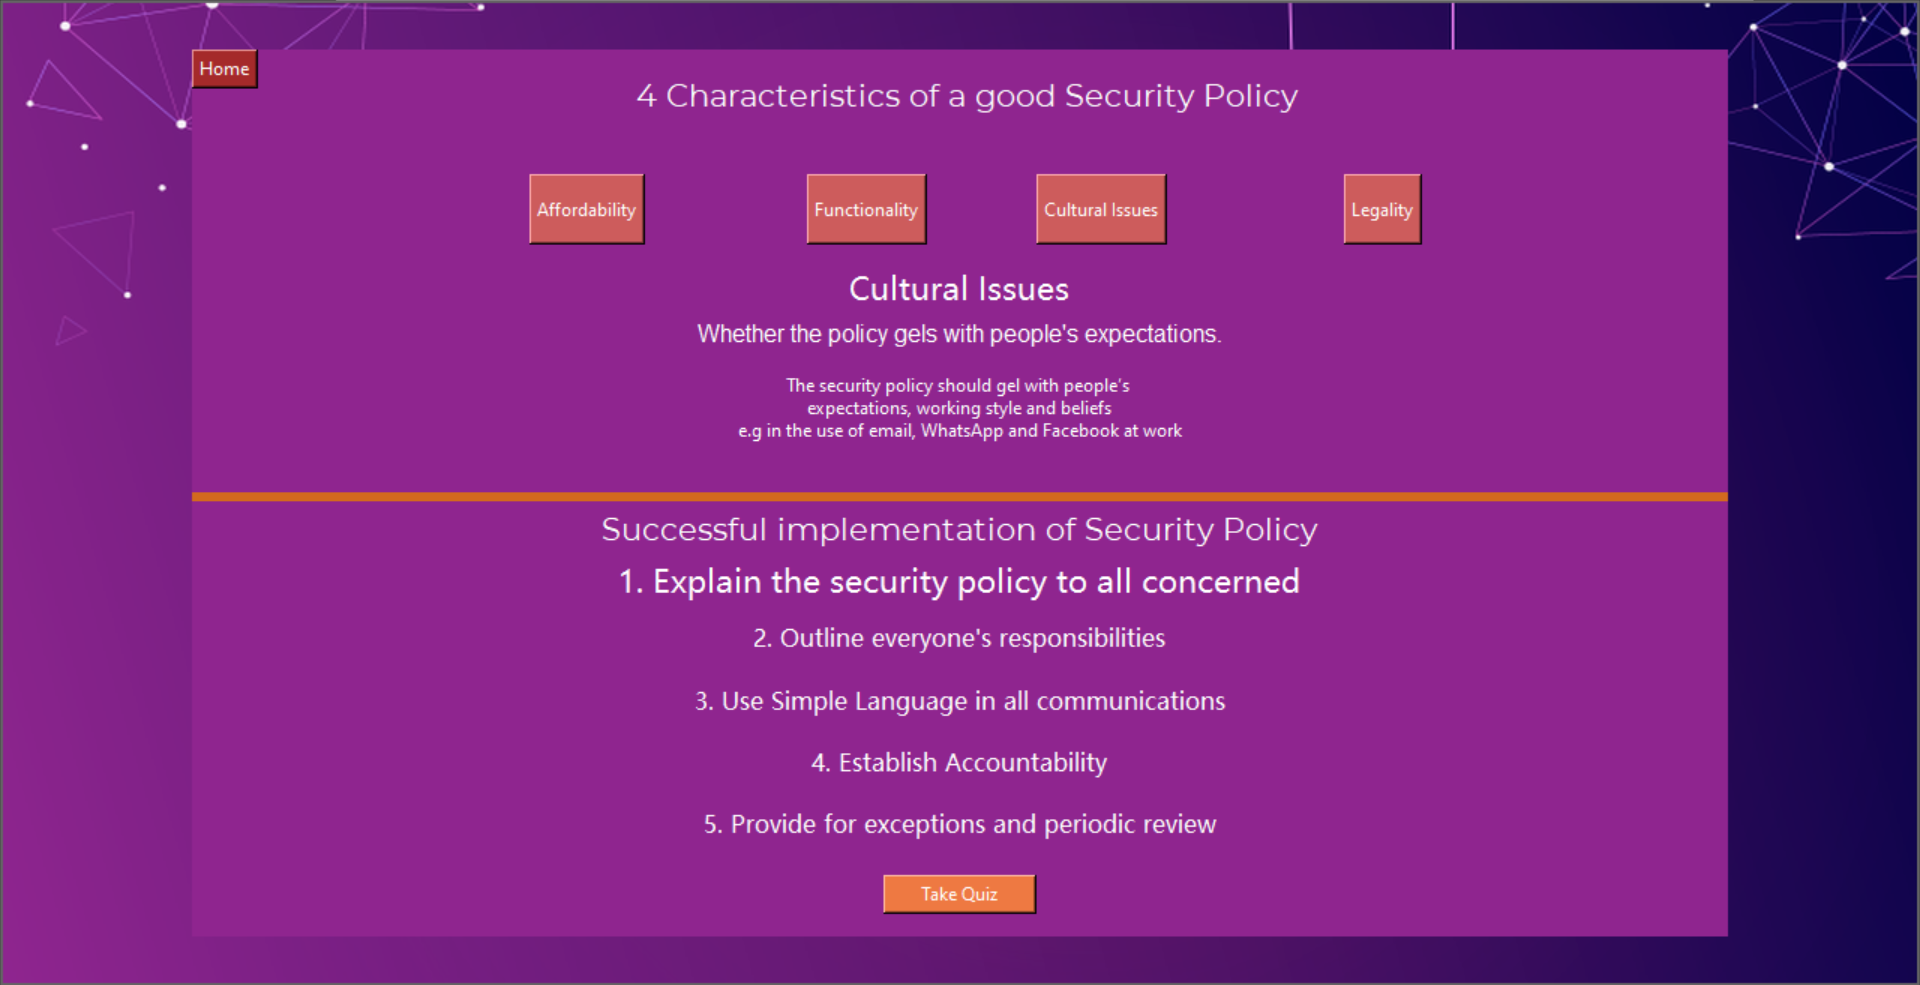 Home
4 Characteristics of a good Security Policy
Affordability
Functionality
Cultural Issues
Legality
Cultural Issues
Whether the policy gels with people's expectations.
The security policy should gel with people's
expectations, working style and beliefs
e.g in the use of email, WhatsApp and Facebook at work
Successful implementation of Security Policy
1. Explain the security policy to all concerned
2. Outline everyone's responsibilities
3. Use Simple Language in all communications
4. Establish Accountability
5. Provide for exceptions and periodic review
Take Quiz